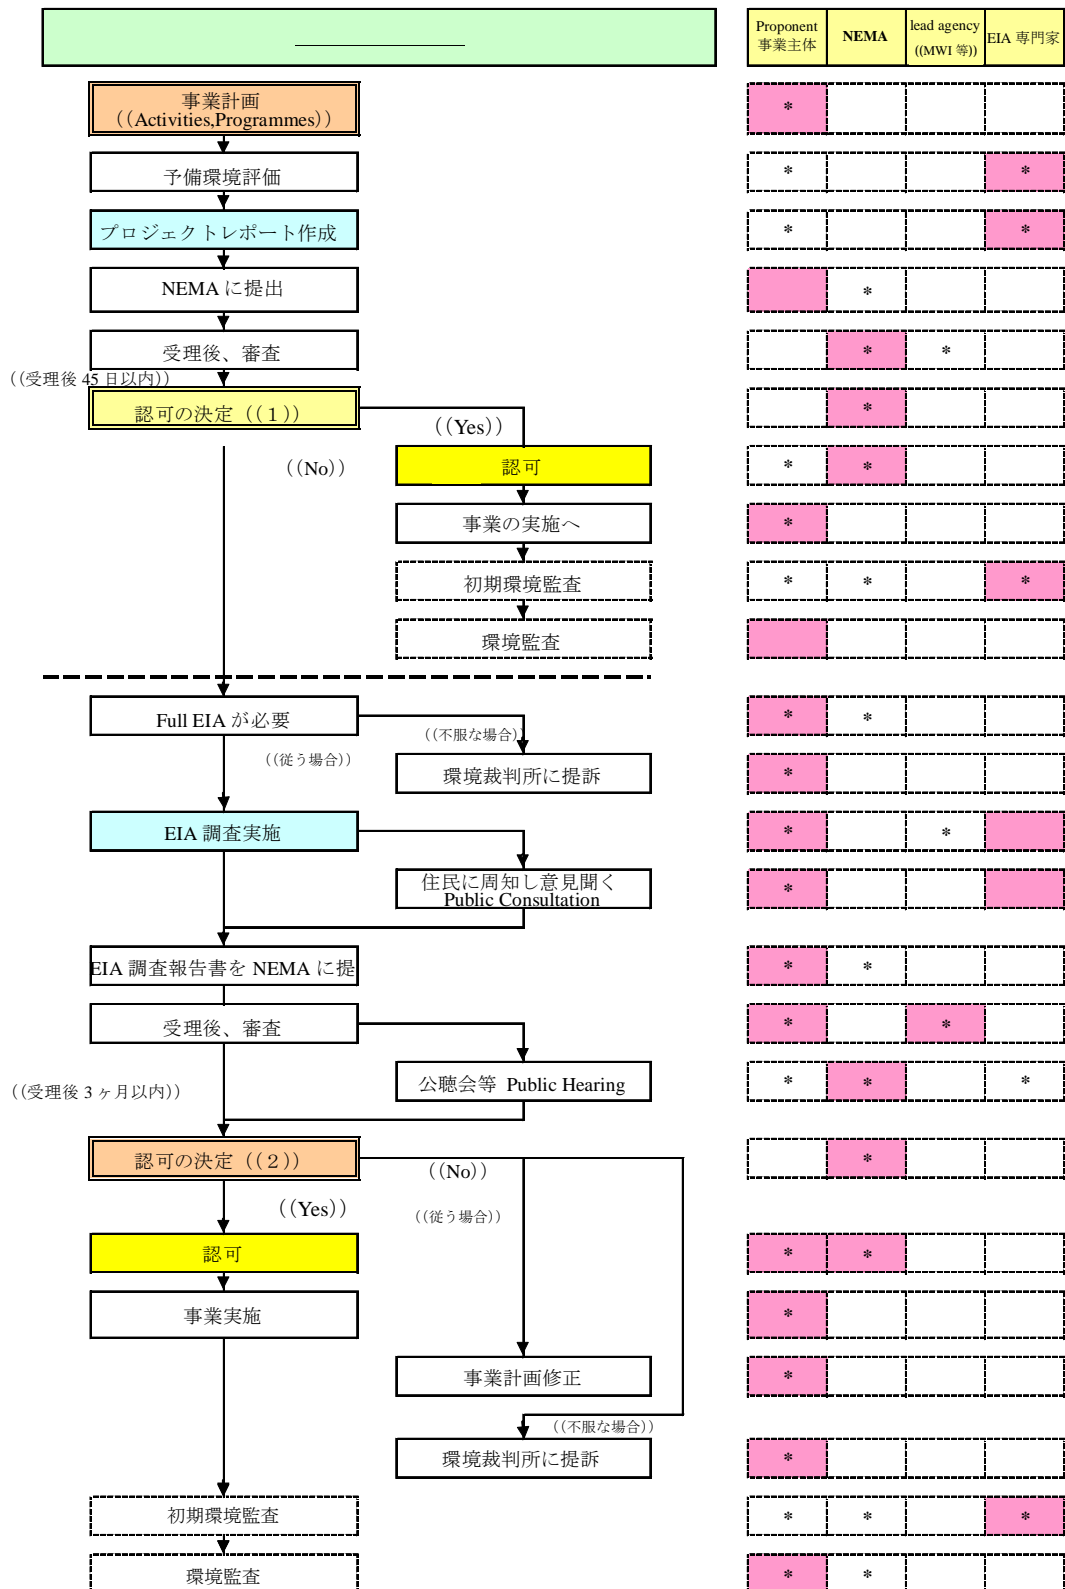 Proponent
事業主体
NEMA
lead agency
((MWI 等))
EIA 専門家
事業計画
((Activities,Programmes))
*
予備環境評価
* *
プロジェクトレポート作成
* *
NEMA に提出
*
受理後、審査
* *
((受理後 45 日以内))
認可の決定（(１)）
*
((Yes))
((No))
認可
* *
事業の実施へ
*
初期環境監査
* * *
環境監査
Full EIA が必要
* *
((不服な場合))
((従う場合))
環境裁判所に提訴
*
EIA 調査実施
* *
住民に周知し意見聞く
Public Consultation
*
EIA 調査報告書を NEMA に提
* *
受理後、審査
* *
公聴会等 Public Hearing
* * *
((受理後 3 ヶ月以内))
認可の決定（(２)）
*
((No))
((Yes))
((従う場合))
認可
* *
事業実施
*
事業計画修正
*
((不服な場合))
環境裁判所に提訴
*
初期環境監査
* * *
環境監査
* *